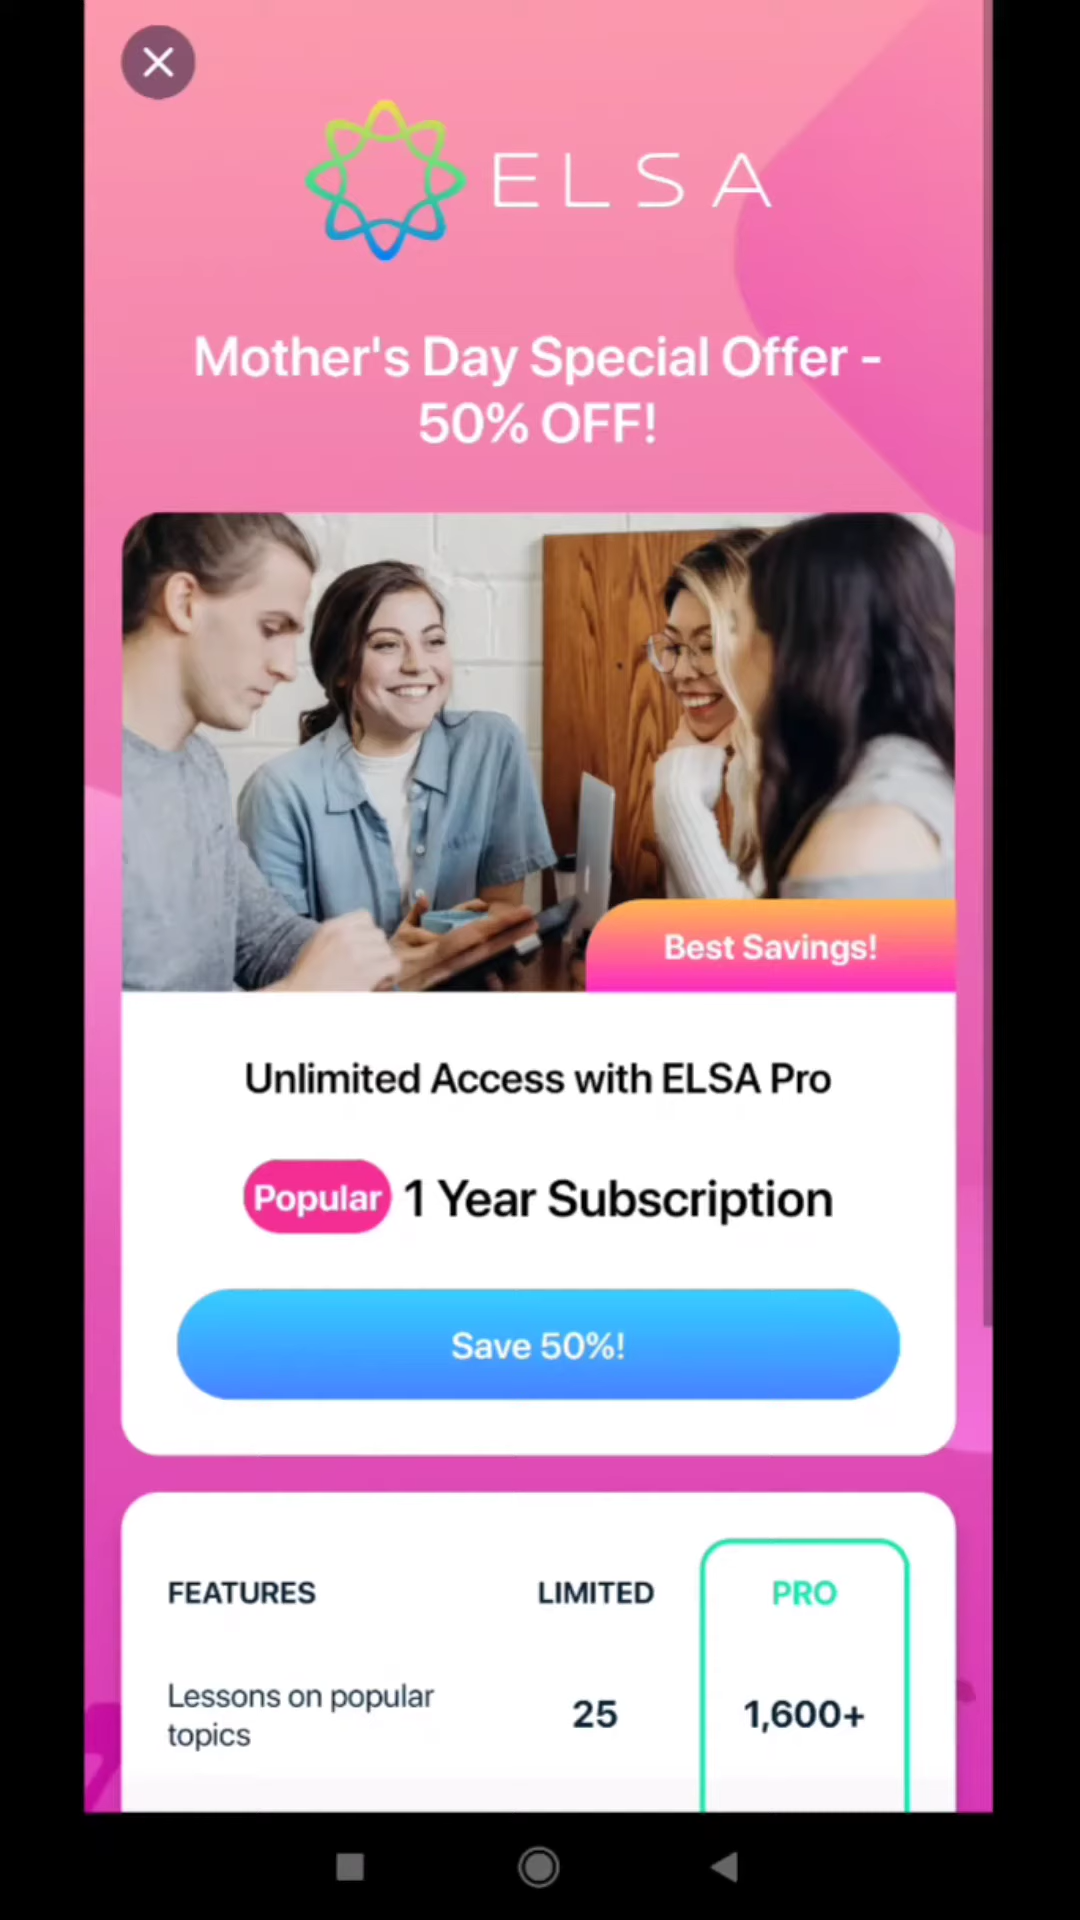 ELSA
Mother's Day Special Offer -
50% OFF!
Best Savings!
Unlimited Access with ELSA Pro
Popular 1 Year Subscription
Save 50%!
FEATURES LIMITED PRO
Lessons on popular
topics 25 1,600+